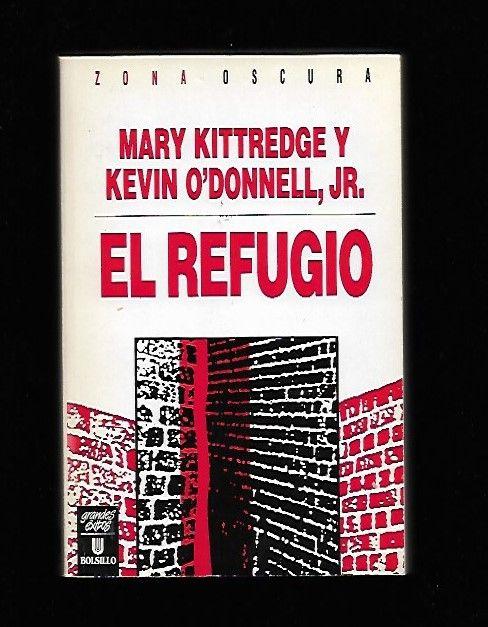 ZONA OSCURA
MARY KITTREDGE Y
KEVIN O'DONNELL, JR.
EL REFUGIO
grandes
éxitos
BOLSILLO